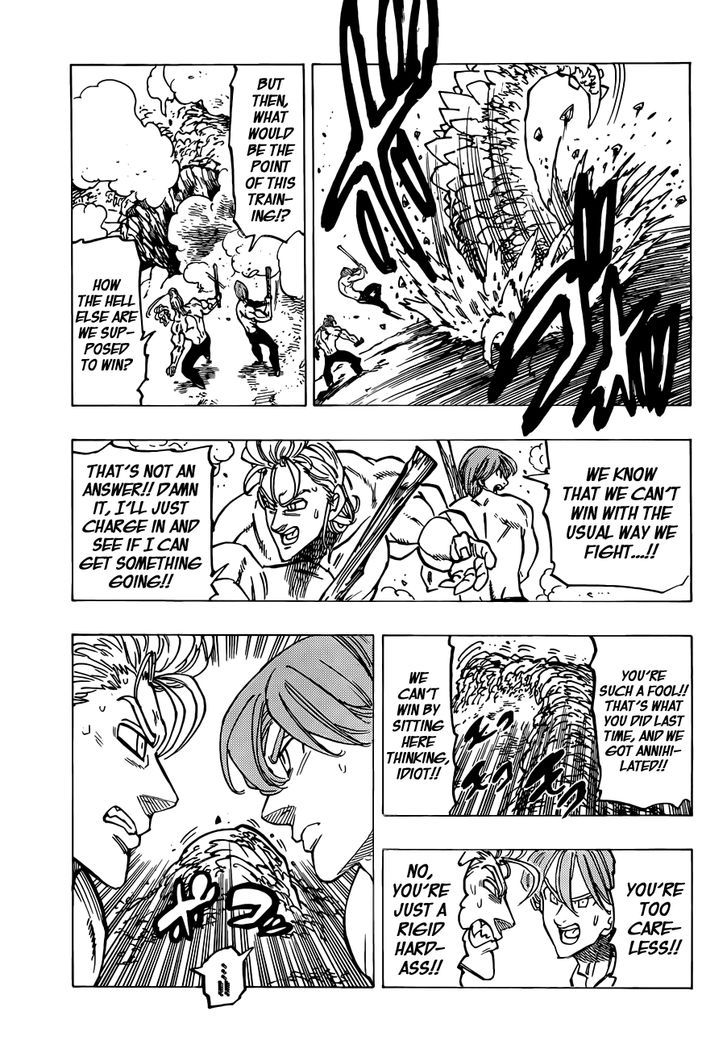 BUT
THEN,
WHAT
WOULD
BE THE
POINT
OF THIS
TRAIN-
ING!?
HOW
THE HELL
ELSE ARE
WE SUP-
POSED
TO WIN?
WE KNOW
THAT WE CAN'T
WIN WITH THE
USUAL WAY WE
FIGHT...!!
THAT'S NOT AN
ANSWER!! DAMN
IT, I'LL JUST
CHARGE IN AND
SEE IF I CAN
GET SOMETHING
GOING!!
YOU'RE
SUCH A FOOL!!
THAT'S WHAT
YOU DID LAST
TIME, AND WE
GOT ANNIHI-
LATED!!
WE
CAN'T
WIN BY
SITTING
HERE
THINKING,
IDIOT!!
YOU'RE
TOO
CARE-
LESS!!
NO,
YOU'RE
JUST A
RIGID
HARD-
ASS!!